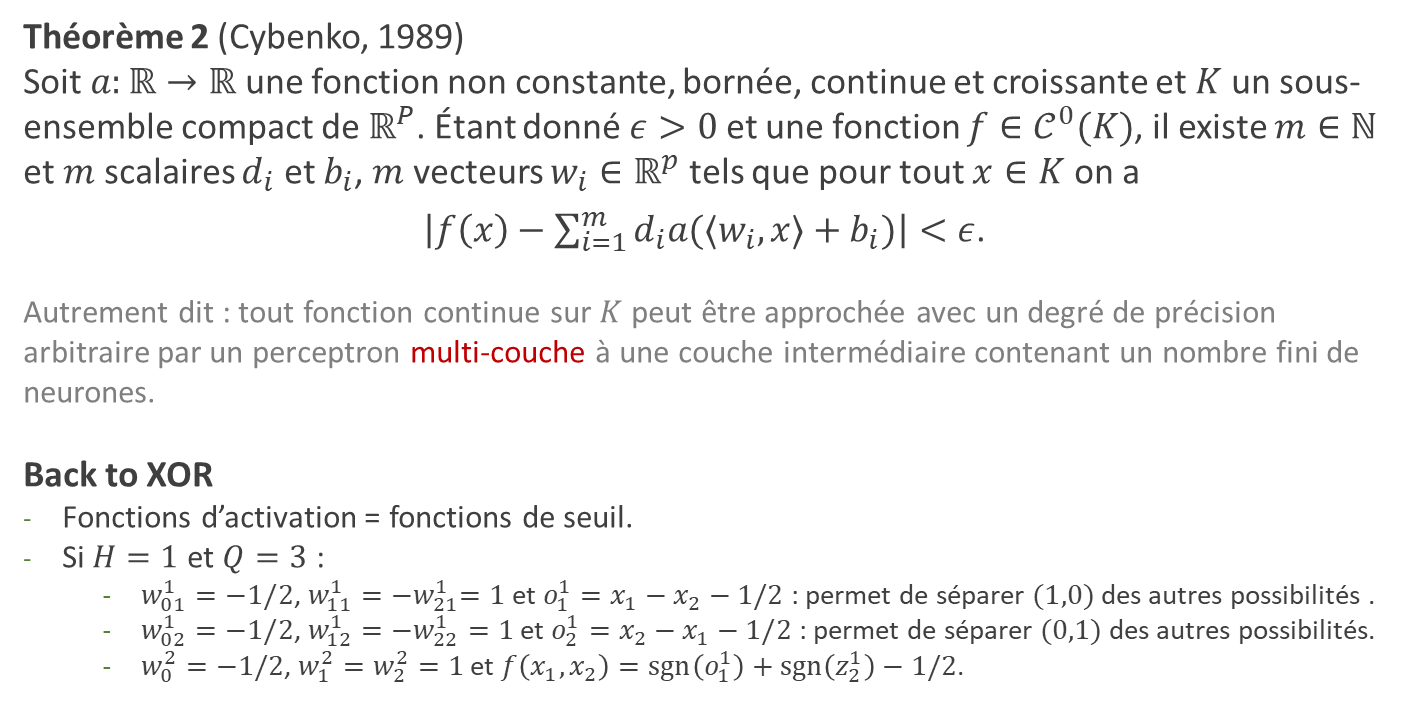 Théorème 2 (Cybenko, 1989)
Soit 𝑎: ℝ → ℝ une fonction non constante, bornée, continue et croissante et 𝐾 un sous-
ensemble compact de ℝ^𝑃. Étant donné 𝜖 > 0 et une fonction 𝑓 ∈ 𝒞^0(𝐾), il existe 𝑚 ∈ ℕ
et 𝑚 scalaires 𝑑_𝑖 et 𝑏_𝑖, 𝑚 vecteurs 𝑤_𝑖 ∈ ℝ^𝑝 tels que pour tout 𝑥 ∈ 𝐾 on a
|𝑓(𝑥) − ∑_{𝑖=1}^{𝑚} 𝑑_𝑖𝑎(⟨𝑤_𝑖, 𝑥⟩ + 𝑏_𝑖)| < 𝜖.
Autrement dit : tout fonction continue sur 𝐾 peut être approchée avec un degré de précision
arbitraire par un perceptron multi-couche à une couche intermédiaire contenant un nombre fini de
neurones.
Back to XOR
- Fonctions d’activation = fonctions de seuil.
- Si 𝐻 = 1 et 𝑄 = 3 :
- 𝑤_{01}^1 = −1/2, 𝑤_{11}^1 = −𝑤_{21}^1 = 1 et 𝑜_1^1 = 𝑥_1 − 𝑥_2 − 1/2 : permet de séparer (1,0) des autres possibilités .
- 𝑤_{02}^1 = −1/2, 𝑤_{12}^1 = −𝑤_{22}^1 = 1 et 𝑜_2^1 = 𝑥_2 − 𝑥_1 − 1/2 : permet de séparer (0,1) des autres possibilités.
- 𝑤_0^2 = −1/2, 𝑤_1^2 = 𝑤_2^2 = 1 et 𝑓(𝑥_1, 𝑥_2) = sgn(𝑜_1^1) + sgn(𝑧_2^1) − 1/2.